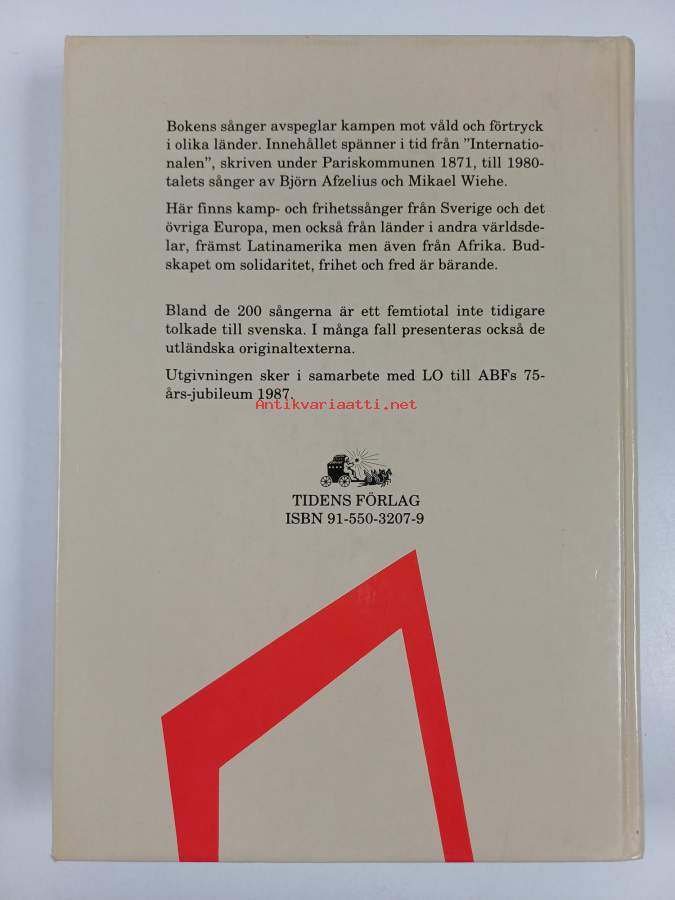 Bokens sånger avspeglar kampen mot våld och förtryck
i olika länder. Innehållet spänner i tid från ”Internatio-
nalen”, skriven under Pariskommunen 1871, till 1980-
talets sånger av Björn Afzelius och Mikael Wiehe.
Här finns kamp- och frihetssånger från Sverige och det
övriga Europa, men också från länder i andra världsde-
lar, främst Latinamerika men även från Afrika. Bud-
skapet om solidaritet, frihet och fred är bärande.
Bland de 200 sångerna är ett femtiotal inte tidigare
tolkade till svenska. I många fall presenteras också de
utländska originaltexterna.
Utgivningen sker i samarbete med LO till ABFs 75-
års-jubileum 1987.
Antikvariaatti.net
TIDENS FÖRLAG
ISBN 91-550-3207-9